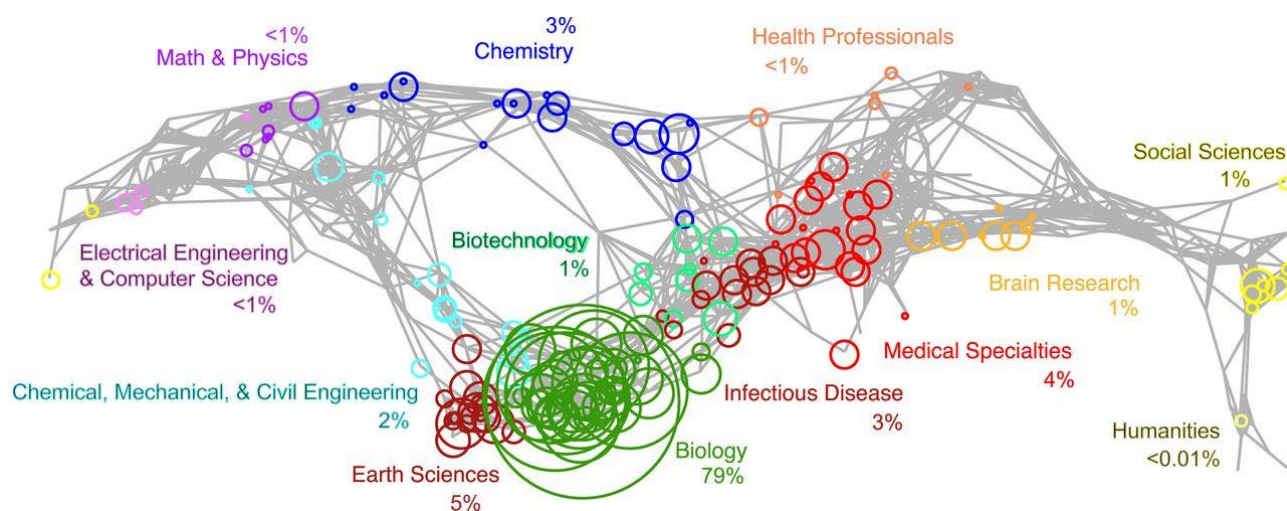 <1%
Math & Physics
3%
Chemistry
Health Professionals
<1%
Social Sciences
1%
Electrical Engineering
& Computer Science
<1%
Biotechnology
1%
Brain Research
1%
Medical Specialties
4%
Chemical, Mechanical, & Civil Engineering
2%
Infectious Disease
3%
Earth Sciences
5%
Biology
79%
Humanities
<0.01%